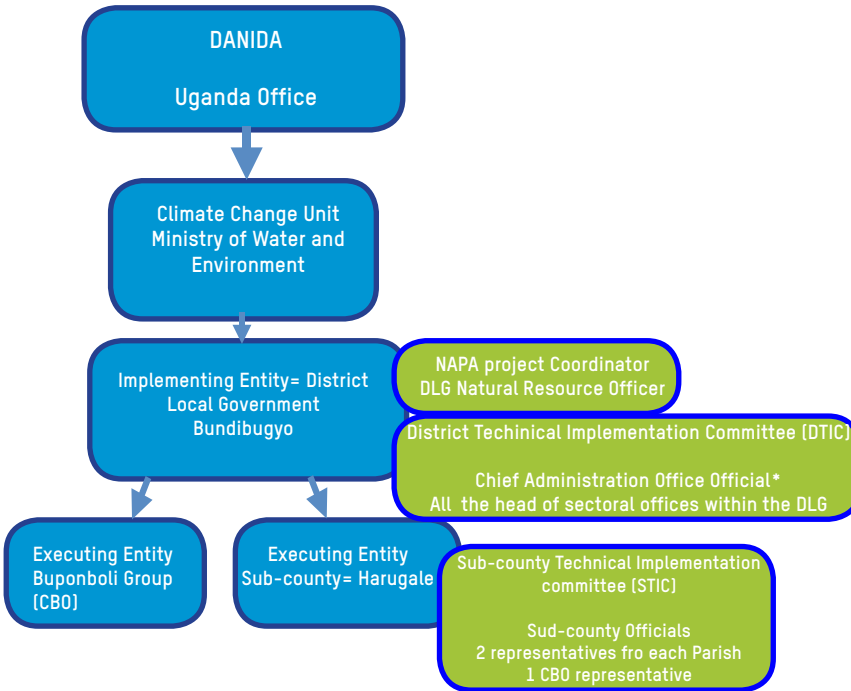 DANIDA
Uganda Office
Climate Change Unit
Ministry of Water and
Environment
Implementing Entity= District
Local Government
Bundibugyo
NAPA project Coordinator
DLG Natural Resource Officer
District Techinical Implementation Committee (DTIC)
Chief Administration Office Official*
All the head of sectoral offices within the DLG
Executing Entity
Buponboli Group
(CBO)
Executing Entity
Sub-county= Harugale
Sub-county Technical Implementation
committee (STIC)
Sud-county Officials
2 representatives fro each Parish
1 CBO representative